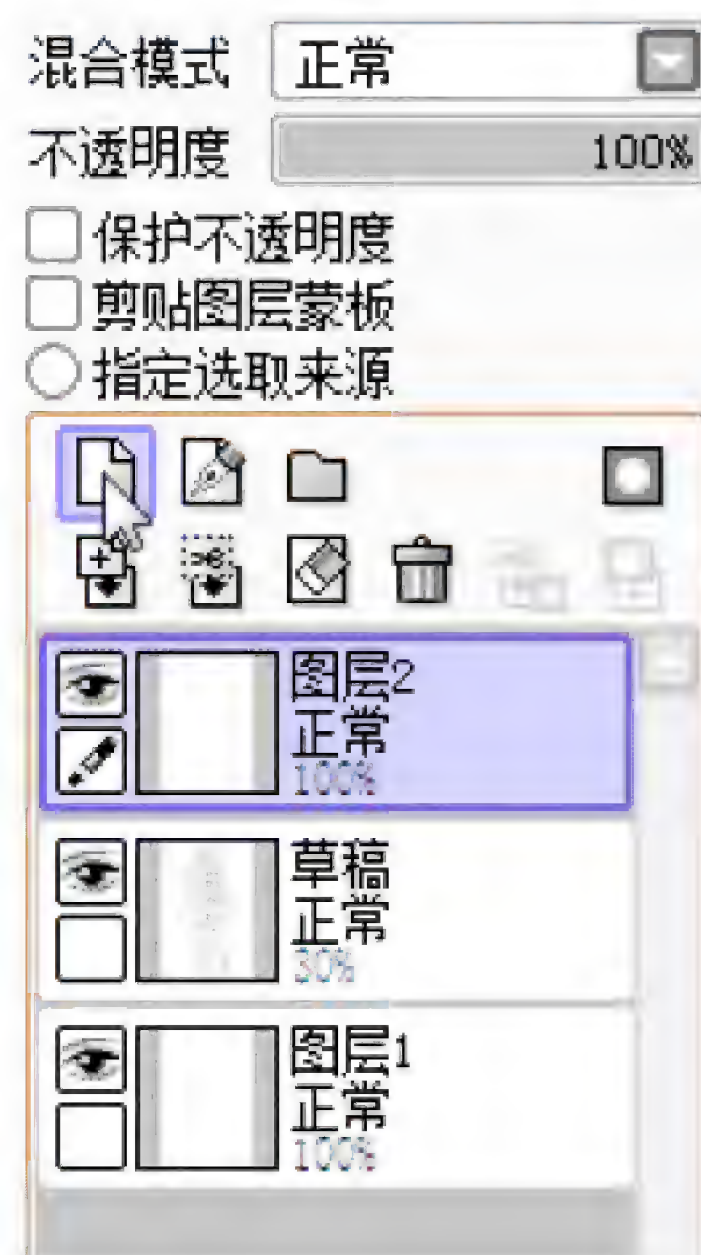 混合模式 正常
不透明度 100%
保护不透明度
剪贴图层蒙板
指定选取来源
图层2
正常
100%
草稿
正常
30%
图层1
正常
100%